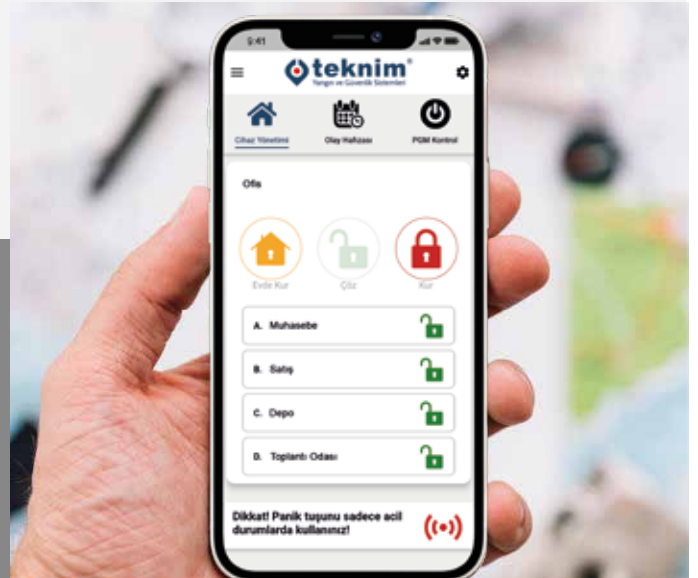 9:41
teknim®
Yangın ve Güvenlik Sistemleri
Cihaz Yönetimi
Olay Hafızası
PGM Kontrol
Ofis
Evde Kur
Çöz
Kur
A. Muhasebe
B. Satış
C. Depo
D. Toplantı Odası
Dikkat! Panik tuşunu sadece acil
durumlarda kullanınız!